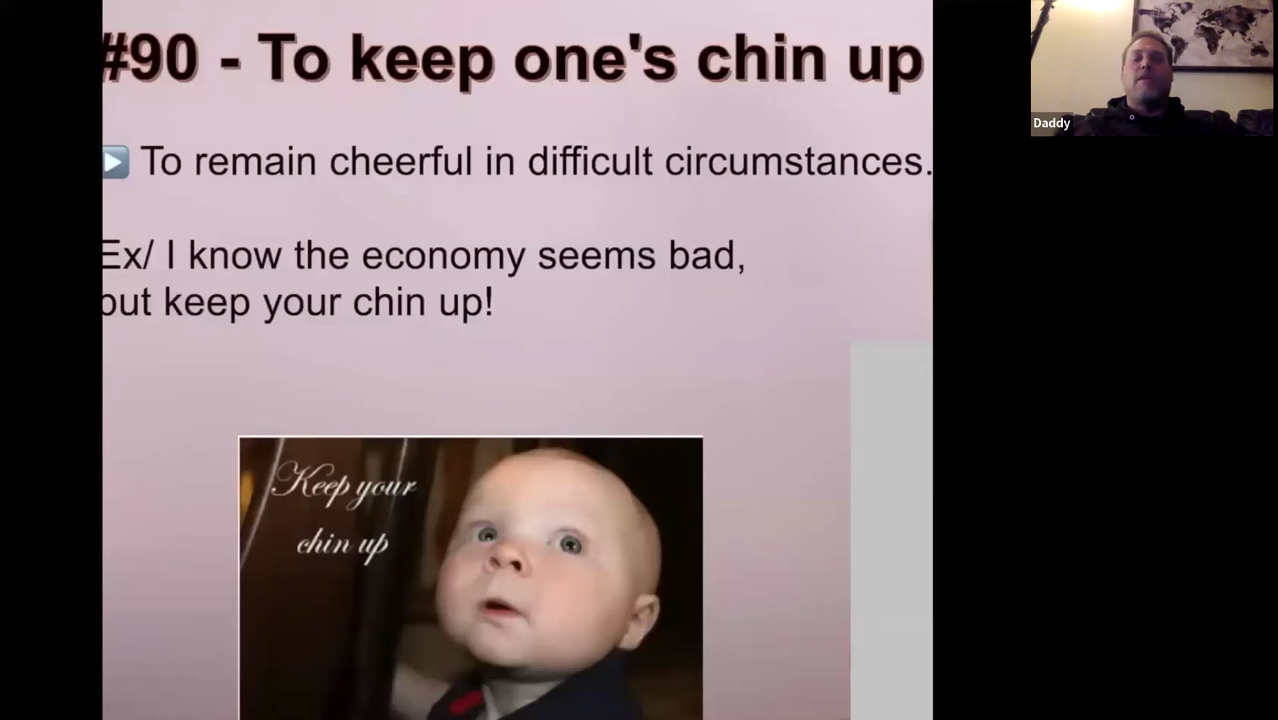 #90 - To keep one's chin up
To remain cheerful in difficult circumstances.
Ex/ I know the economy seems bad,
but keep your chin up!
Keep your
chin up
Daddy